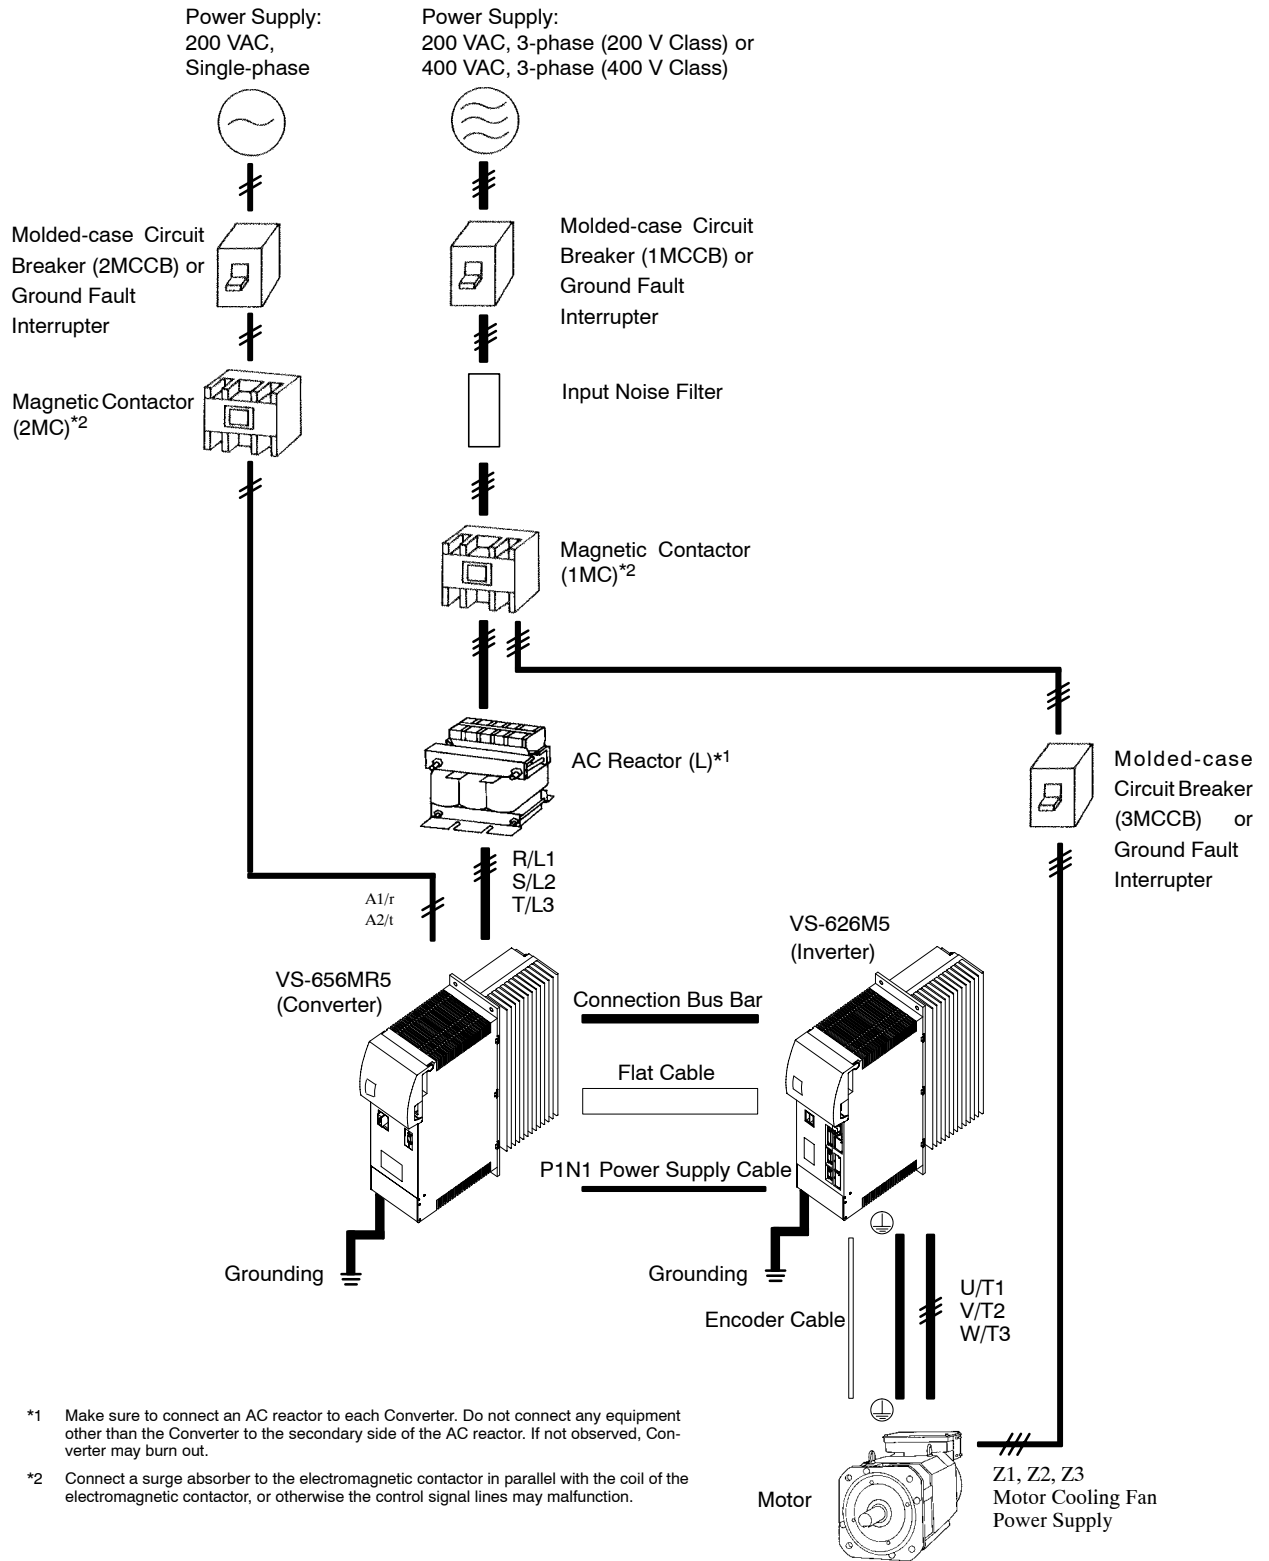 Power Supply:
200 VAC,
Single-phase
Power Supply:
200 VAC, 3-phase (200 V Class) or
400 VAC, 3-phase (400 V Class)
Molded-case Circuit
Breaker (2MCCB) or
Ground Fault
Interrupter
Molded-case Circuit
Breaker (1MCCB) or
Ground Fault
Interrupter
Magnetic Contactor
(2MC)*2
Input Noise Filter
Magnetic Contactor
(1MC)*2
AC Reactor (L)*1
Molded-case
Circuit Breaker
(3MCCB) or
Ground Fault
Interrupter
R/L1
S/L2
T/L3
A1/r
A2/t
VS-656MR5
(Converter)
VS-626M5
(Inverter)
Connection Bus Bar
Flat Cable
P1N1 Power Supply Cable
Grounding
Grounding
Encoder Cable
U/T1
V/T2
W/T3
*1 Make sure to connect an AC reactor to each Converter. Do not connect any equipment
other than the Converter to the secondary side of the AC reactor. If not observed, Con-
verter may burn out.
*2 Connect a surge absorber to the electromagnetic contactor in parallel with the coil of the
electromagnetic contactor, or otherwise the control signal lines may malfunction.
Motor
Z1, Z2, Z3
Motor Cooling Fan
Power Supply